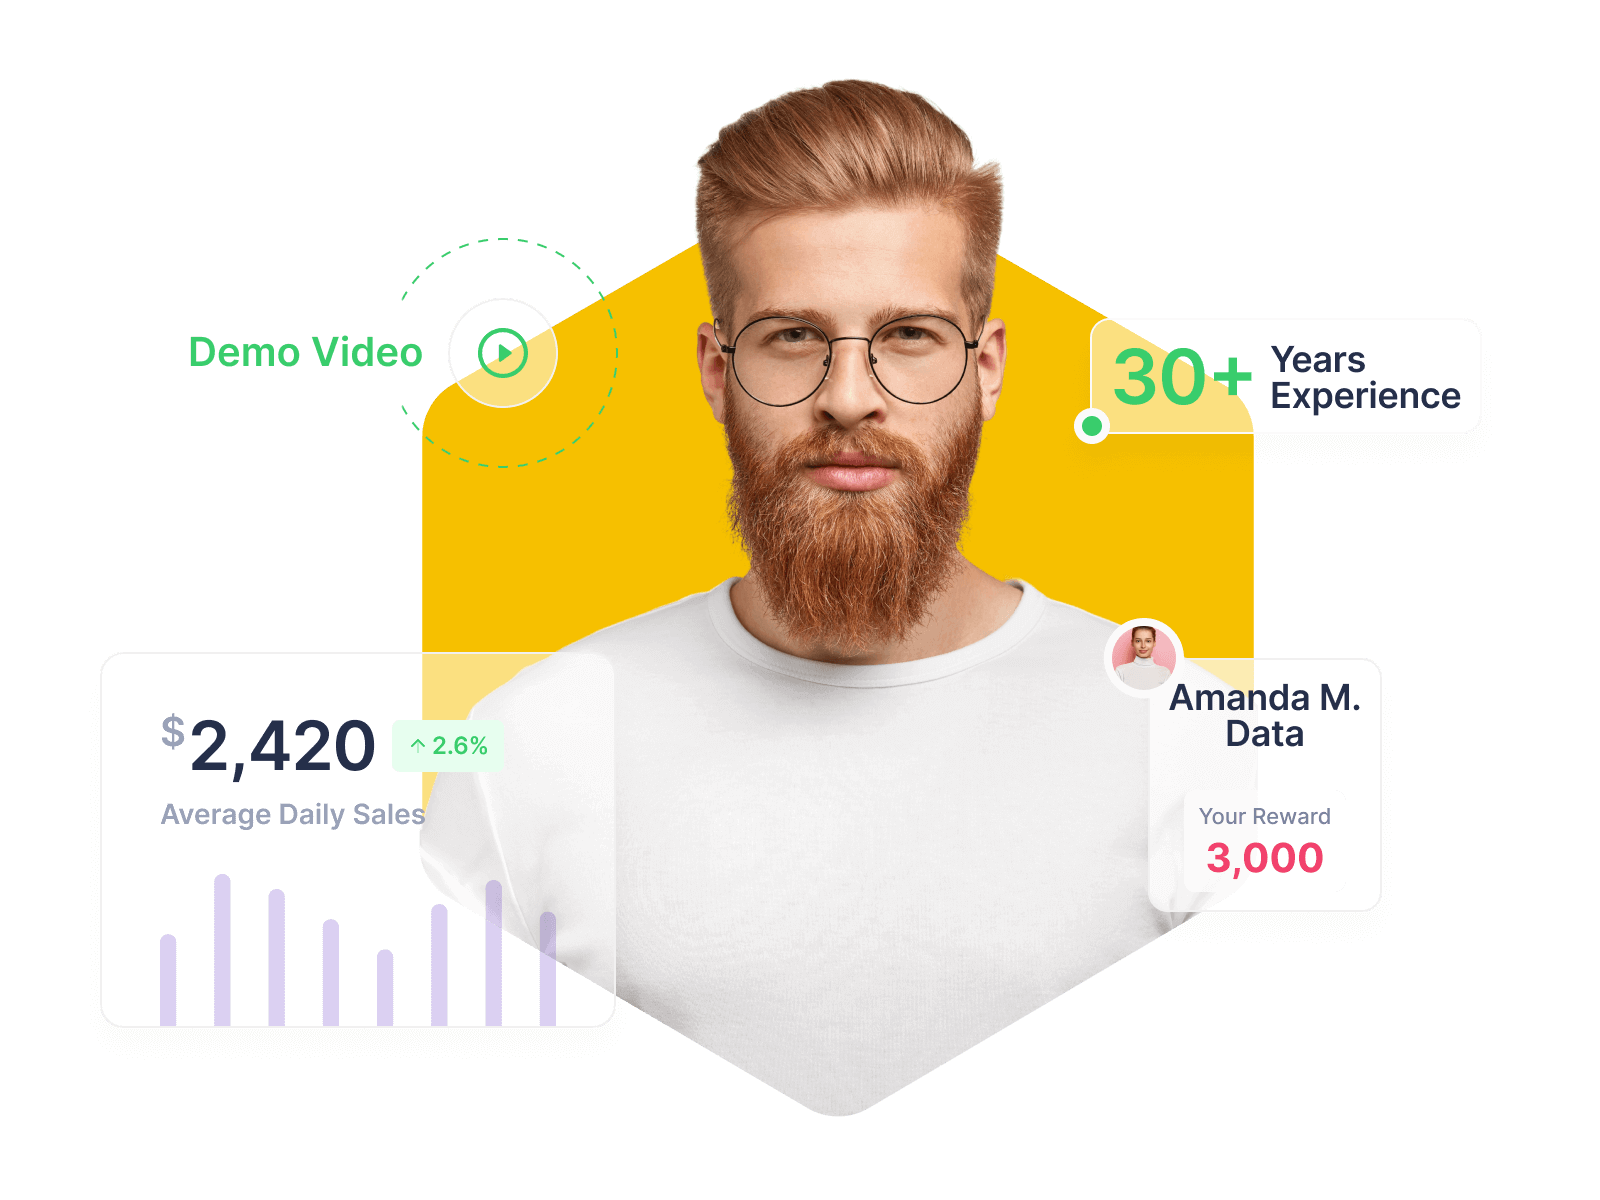 Demo Video
30+
Years
Experience
$2,420
↑ 2.6%
Average Daily Sales
Amanda M.
Data
Your Reward
3,000